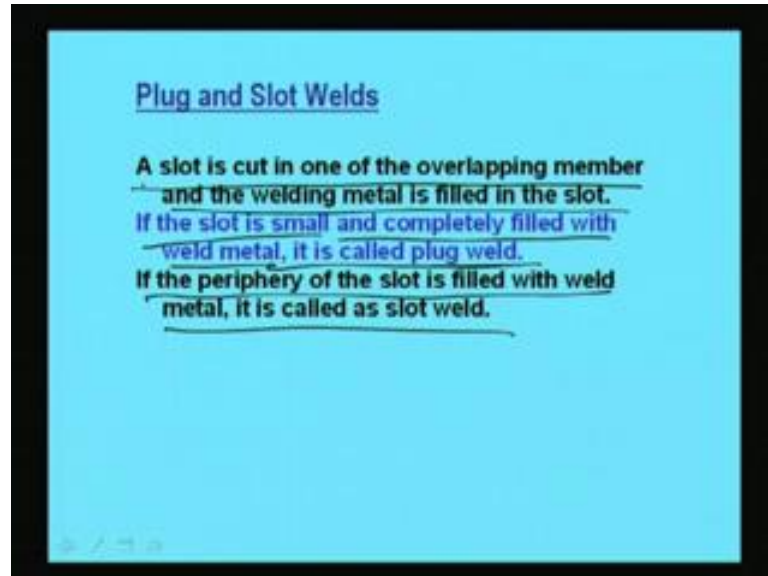 Plug and Slot Welds
A slot is cut in one of the overlapping member
and the welding metal is filled in the slot.
If the slot is small and completely filled with
weld metal, it is called plug weld.
If the periphery of the slot is filled with weld
metal, it is called as slot weld.